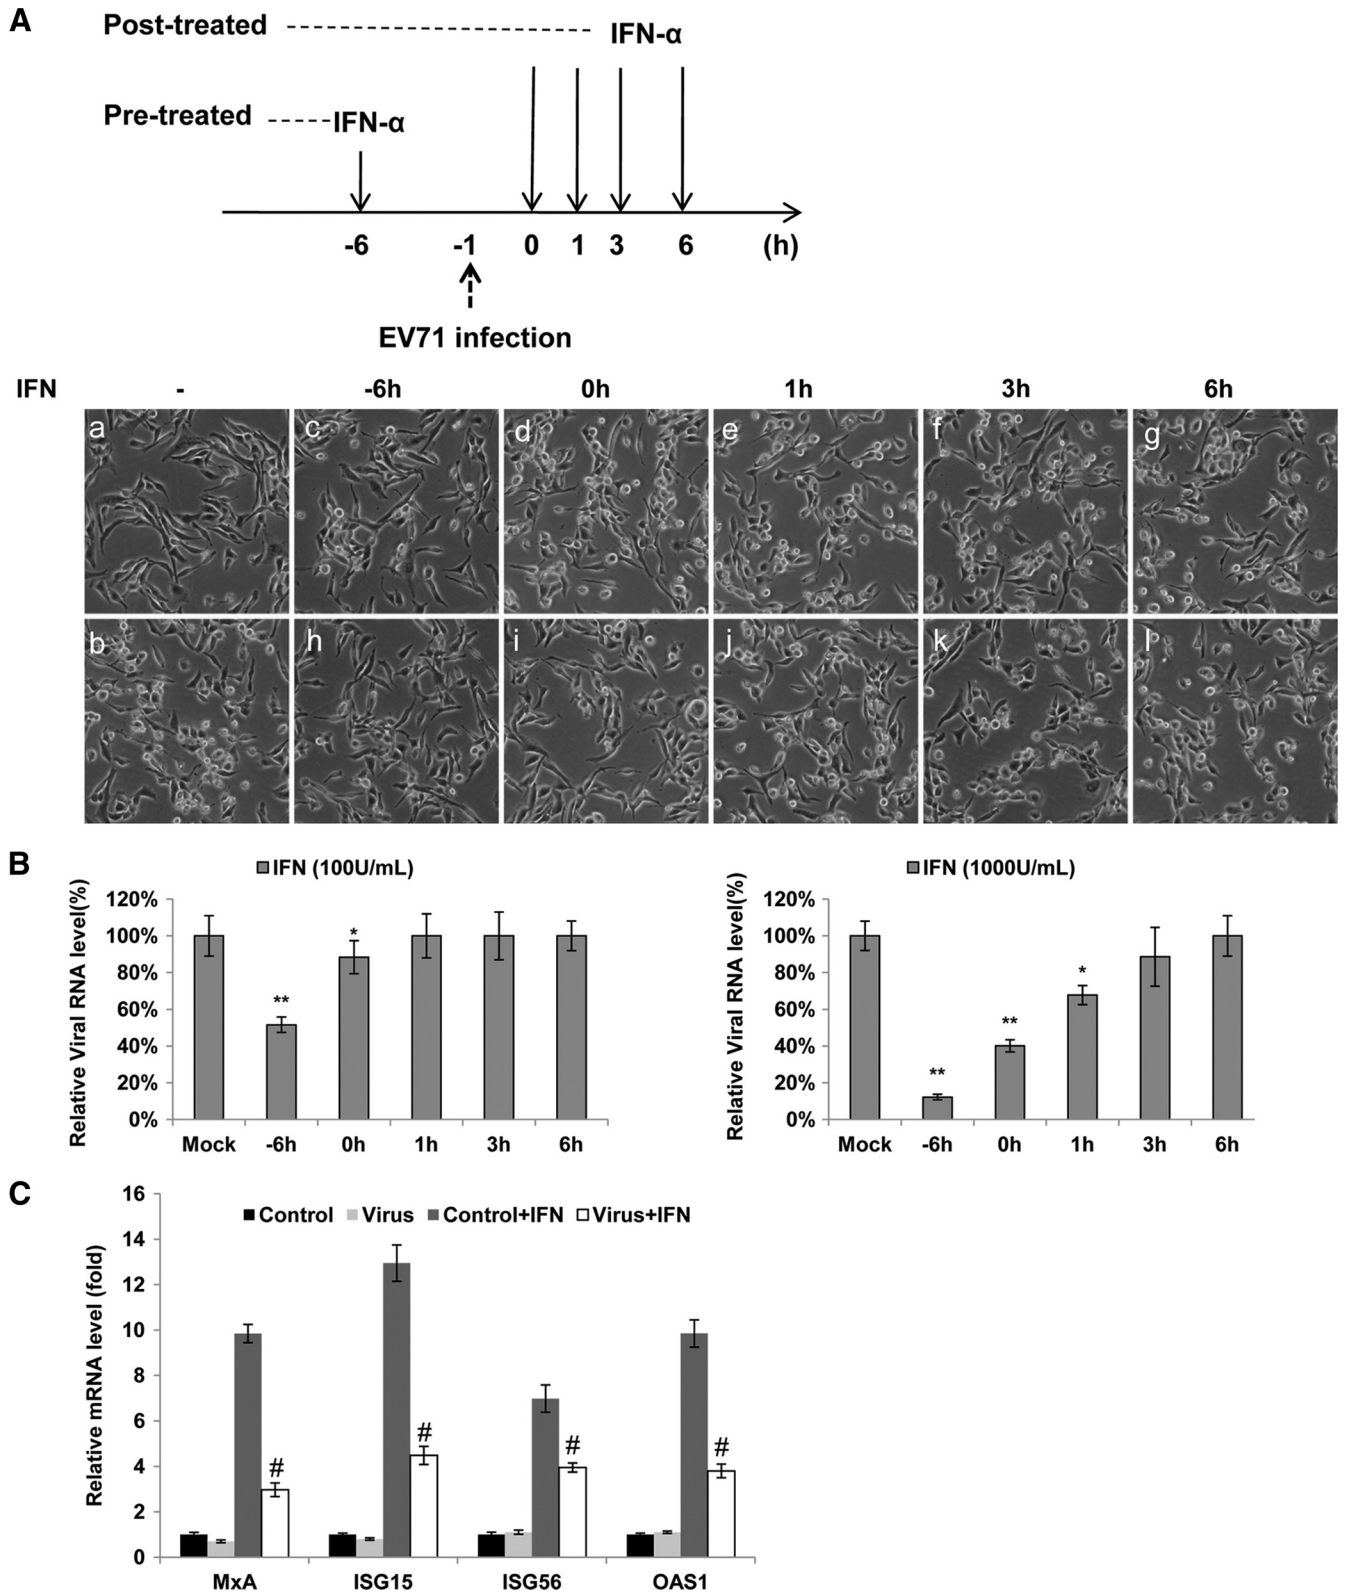 A
Post-treated
IFN-α
Pre-treated
IFN-α
-6 -1 0 1 3 6 (h)
EV71 infection
IFN - -6h 0h 1h 3h 6h
a c d e f g
b h i j k l
B
IFN (100U/mL)
Relative Viral RNA level(%)
120%
100%
80%
60%
40%
20%
0%
**
*
Mock -6h 0h 1h 3h 6h
IFN (1000U/mL)
Relative Viral RNA level(%)
120%
100%
80%
60%
40%
20%
0%
**
**
*
Mock -6h 0h 1h 3h 6h
C
Relative mRNA level (fold)
16
14
12
10
8
6
4
2
0
Control Virus Control+IFN Virus+IFN
# # # #
MxA ISG15 ISG56 OAS1